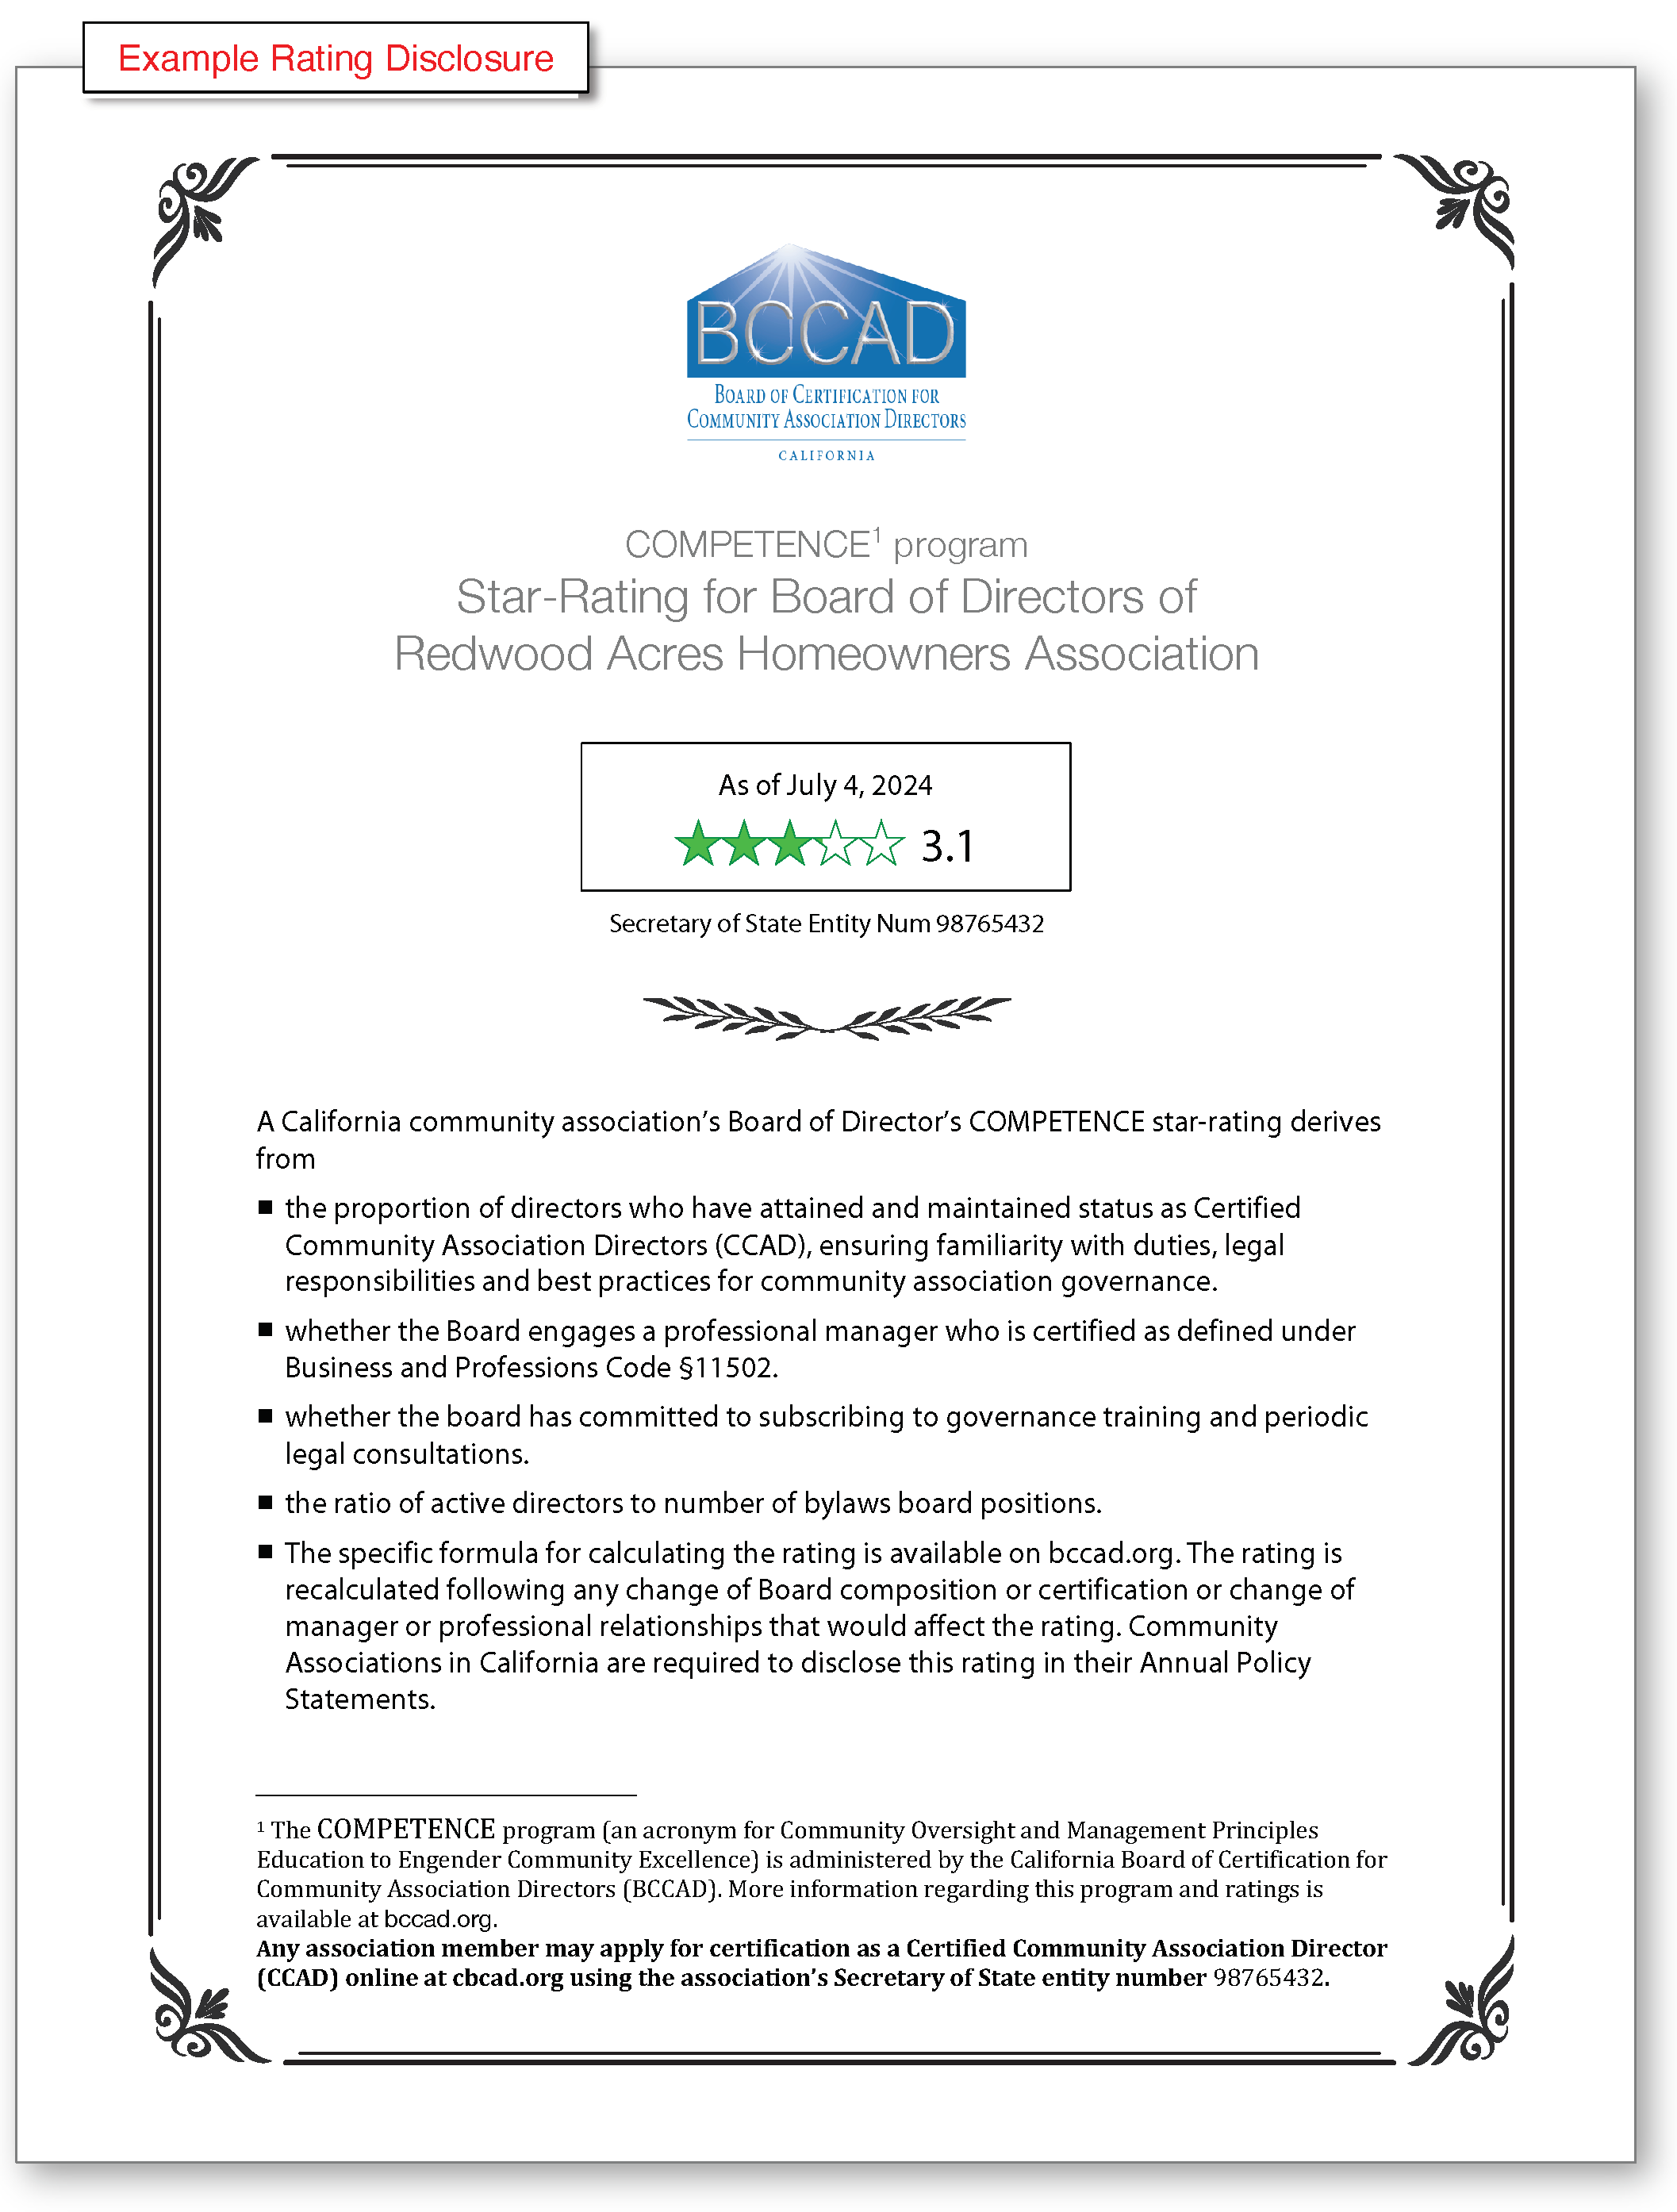 Example Rating Disclosure
BCCAD
BOARD OF CERTIFICATION FOR
COMMUNITY ASSOCIATION DIRECTORS
CALIFORNIA
COMPETENCE¹ program
Star-Rating for Board of Directors of
Redwood Acres Homeowners Association
As of July 4, 2024
3.1
Secretary of State Entity Num 98765432
A California community association’s Board of Director’s COMPETENCE star-rating derives
from
■ the proportion of directors who have attained and maintained status as Certified
Community Association Directors (CCAD), ensuring familiarity with duties, legal
responsibilities and best practices for community association governance.
■ whether the Board engages a professional manager who is certified as defined under
Business and Professions Code §11502.
■ whether the board has committed to subscribing to governance training and periodic
legal consultations.
■ the ratio of active directors to number of bylaws board positions.
■ The specific formula for calculating the rating is available on bccad.org. The rating is
recalculated following any change of Board composition or certification or change of
manager or professional relationships that would affect the rating. Community
Associations in California are required to disclose this rating in their Annual Policy
Statements.
¹ The COMPETENCE program (an acronym for Community Oversight and Management Principles
Education to Engender Community Excellence) is administered by the California Board of Certification for
Community Association Directors (BCCAD). More information regarding this program and ratings is
available at bccad.org.
Any association member may apply for certification as a Certified Community Association Director
(CCAD) online at cbcad.org using the association’s Secretary of State entity number 98765432.